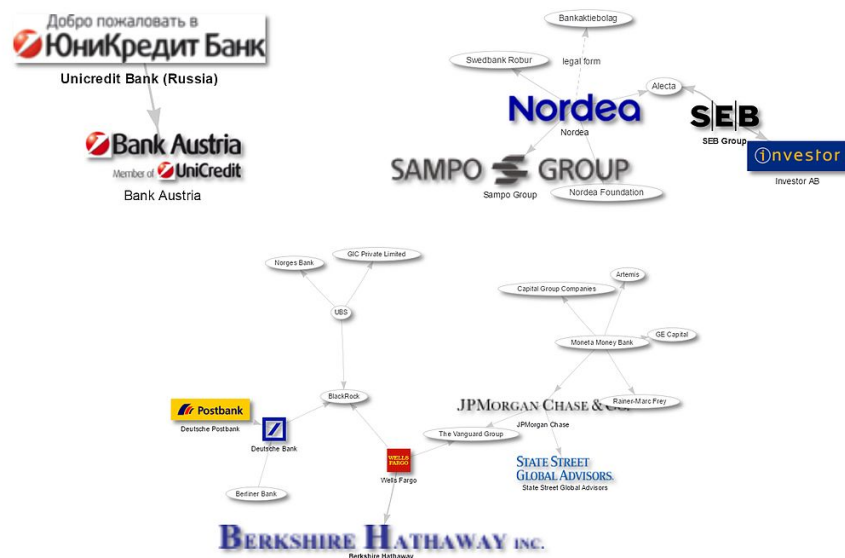 Добро пожаловать в
ЮниКредит Банк
Unicredit Bank (Russia)
Bank Austria
Member of UniCredit
Bank Austria
Bankaktiebolag
Swedbank Robur
legal form
Alecta
Nordea
Nordea
SEB
SEB Group
investor
Investor AB
SAMPO GROUP
Sampo Group
Nordea Foundation
GIC Private Limited
Norges Bank
UBS
Artemis
Capital Group Companies
GE Capital
Moneta Money Bank
BlackRock
Rainer-Marc Frey
JPMORGAN CHASE & CO.
JPMorgan Chase
Postbank
Deutsche Postbank
Deutsche Bank
The Vanguard Group
WELLS
FARGO
Wells Fargo
STATE STREET
GLOBAL ADVISORS.
State Street Global Advisors
Berliner Bank
BERKSHIRE HATHAWAY INC.
Berkshire Hathaway